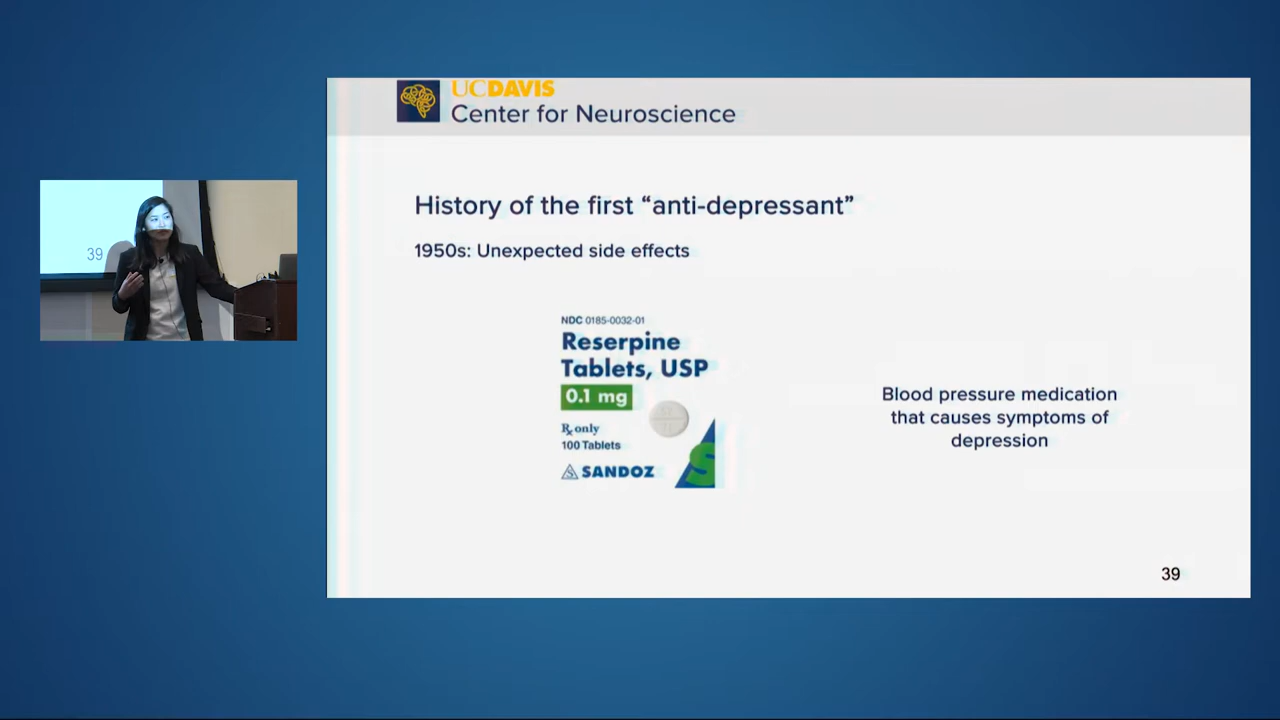 UCDAVIS
Center for Neuroscience
History of the first “anti-depressant”
1950s: Unexpected side effects
NDC 0185-0032-01
Reserpine
Tablets, USP
0.1 mg
Rx only
100 Tablets
SANDOZ
S
Blood pressure medication
that causes symptoms of
depression
39
39